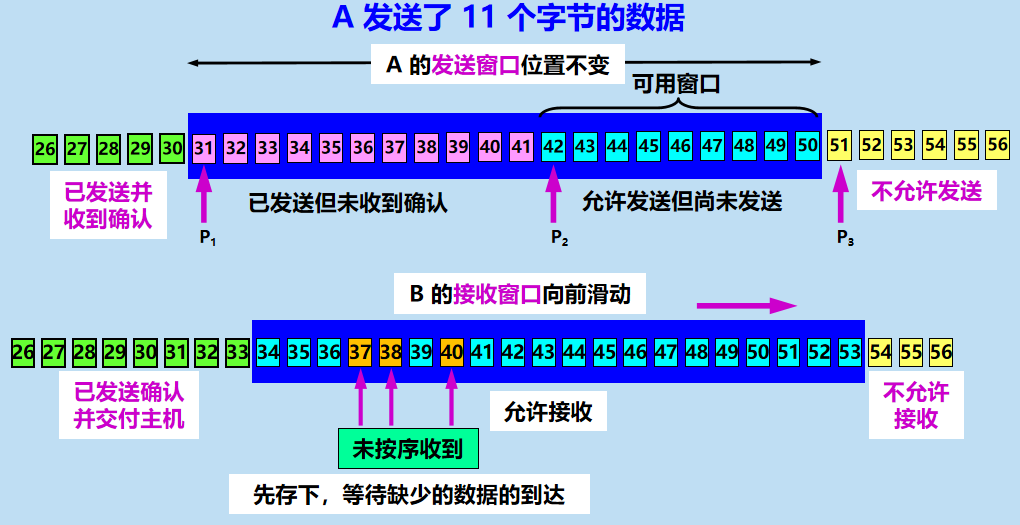 A 发送了 11 个字节的数据
A 的发送窗口位置不变
可用窗口
26 27 28 29 30 31 32 33 34 35 36 37 38 39 40 41 42 43 44 45 46 47 48 49 50 51 52 53 54 55 56
已发送并
收到确认
已发送但未收到确认
允许发送但尚未发送
不允许发送
P1 P2 P3
B 的接收窗口向前滑动
26 27 28 29 30 31 32 33 34 35 36 37 38 39 40 41 42 43 44 45 46 47 48 49 50 51 52 53 54 55 56
已发送确认
并交付主机
允许接收
不允许
接收
未按序收到
先存下，等待缺少的数据的到达